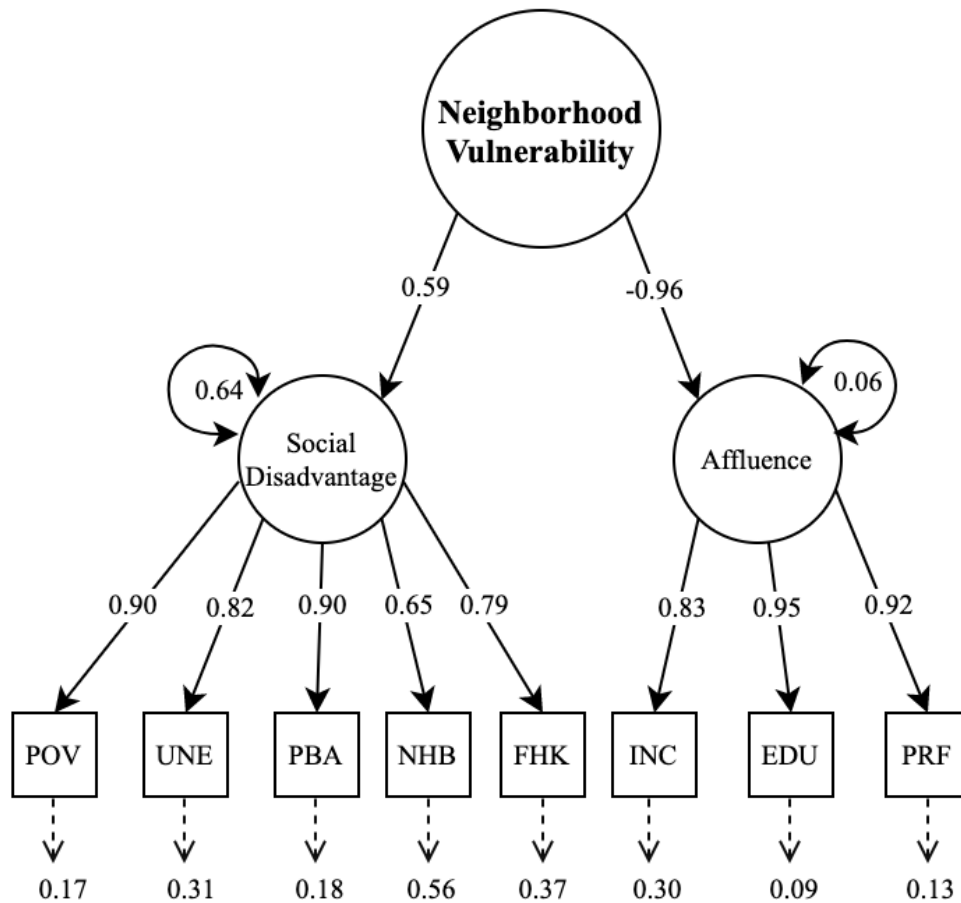 Neighborhood
Vulnerability
0.59
-0.96
0.64
0.06
Social
Disadvantage
Affluence
0.90
0.82
0.90
0.65
0.79
0.83
0.95
0.92
POV
UNE
PBA
NHB
FHK
INC
EDU
PRF
0.17
0.31
0.18
0.56
0.37
0.30
0.09
0.13